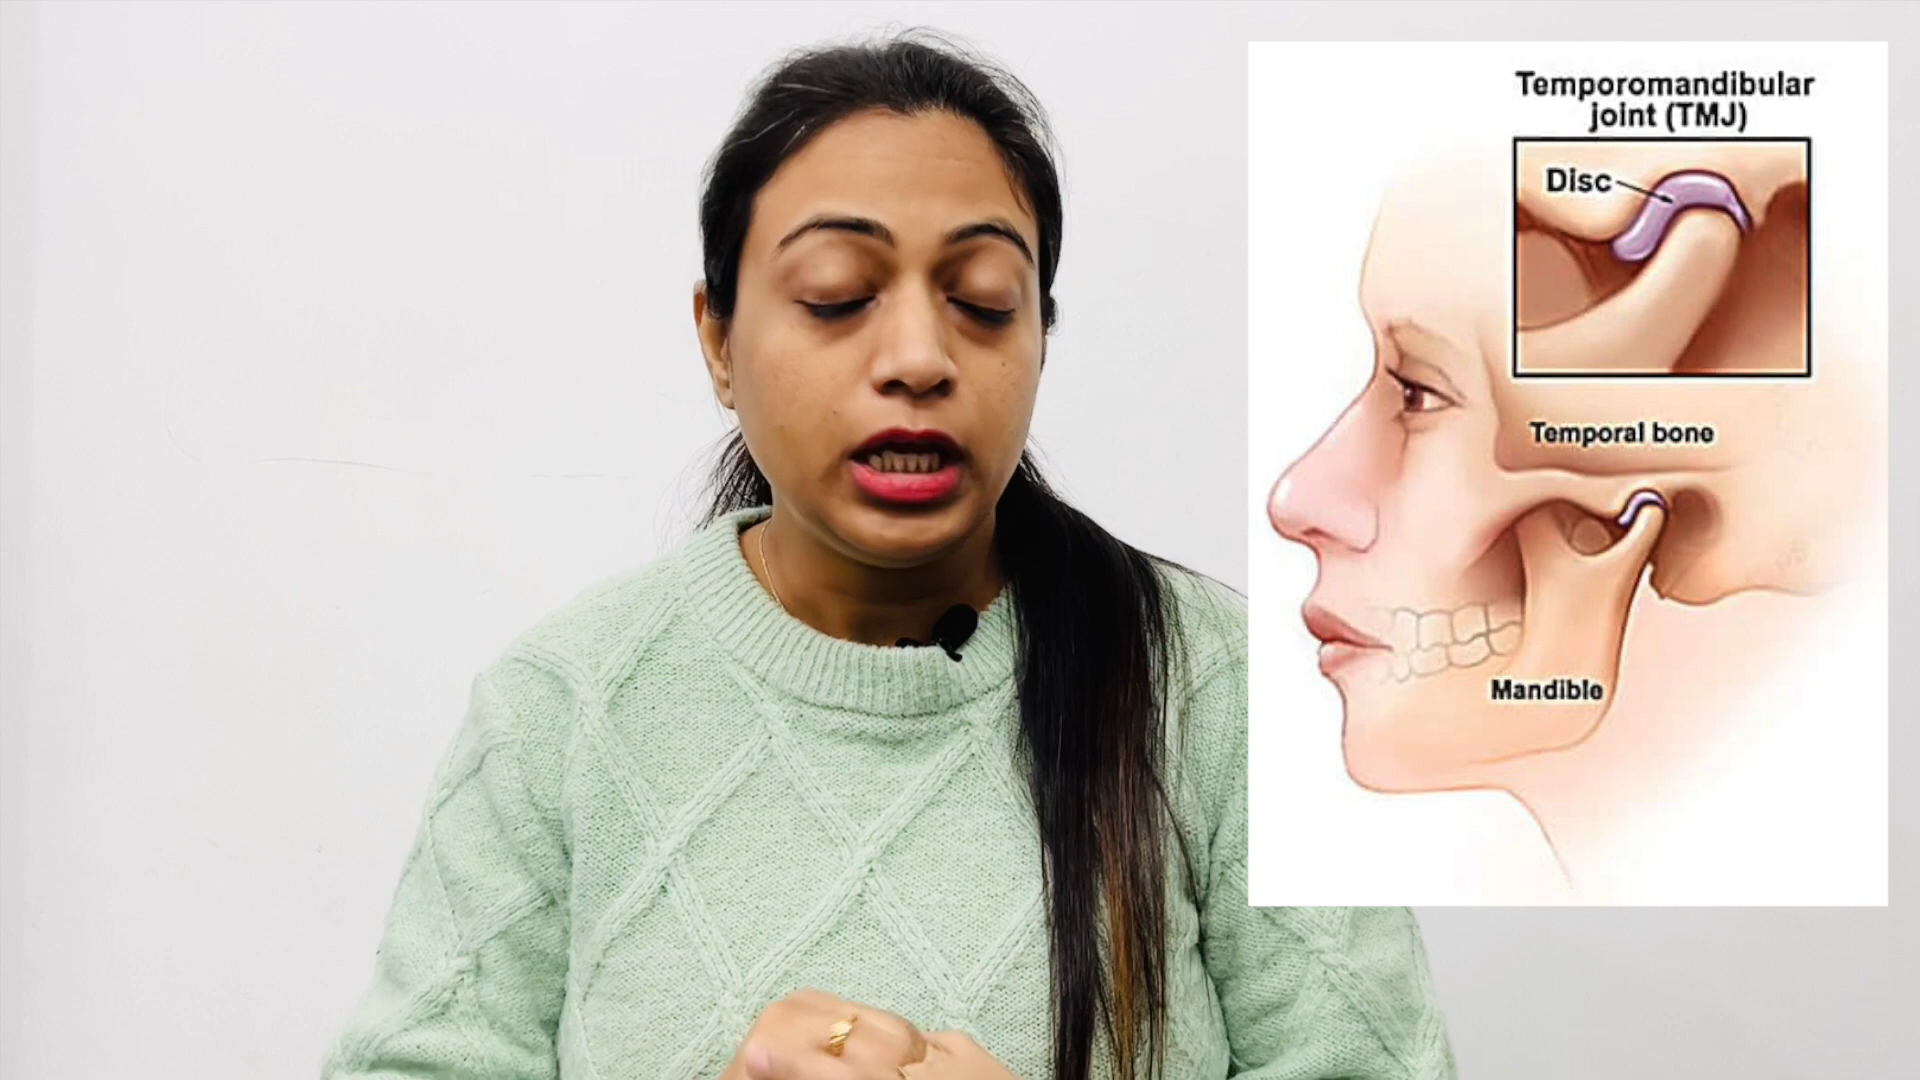 Temporomandibular
joint (TMJ)
Disc
Temporal bone
Mandible